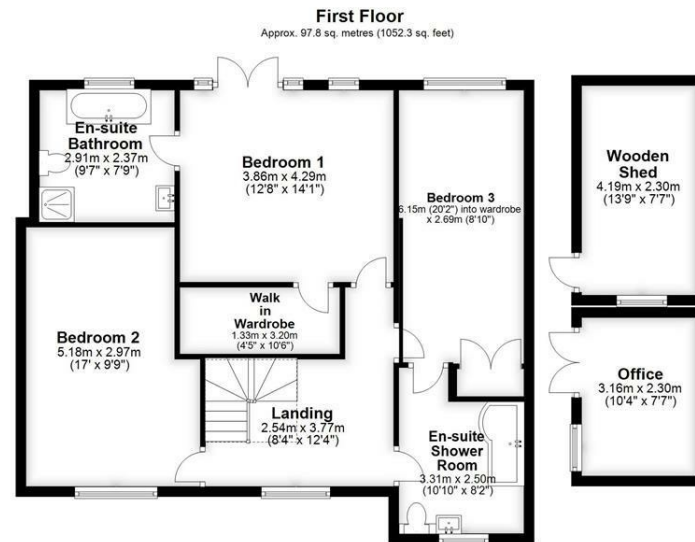 First Floor
Approx. 97.8 sq. metres (1052.3 sq. feet)
En-suite
Bathroom
2.91m x 2.37m
(9'7" x 7'9")
Bedroom 1
3.86m x 4.29m
(12'8" x 14'1")
Bedroom 3
6.15m (20'2") into wardrobe
x 2.69m (8'10")
Wooden
Shed
4.19m x 2.30m
(13'9" x 7'7")
Walk
in
Wardrobe
1.33m x 3.20m
(4'5" x 10'6")
Bedroom 2
5.18m x 2.97m
(17' x 9'9")
Landing
2.54m x 3.77m
(8'4" x 12'4")
En-suite
Shower
Room
3.31m x 2.50m
(10'10" x 8'2")
Office
3.16m x 2.30m
(10'4" x 7'7")